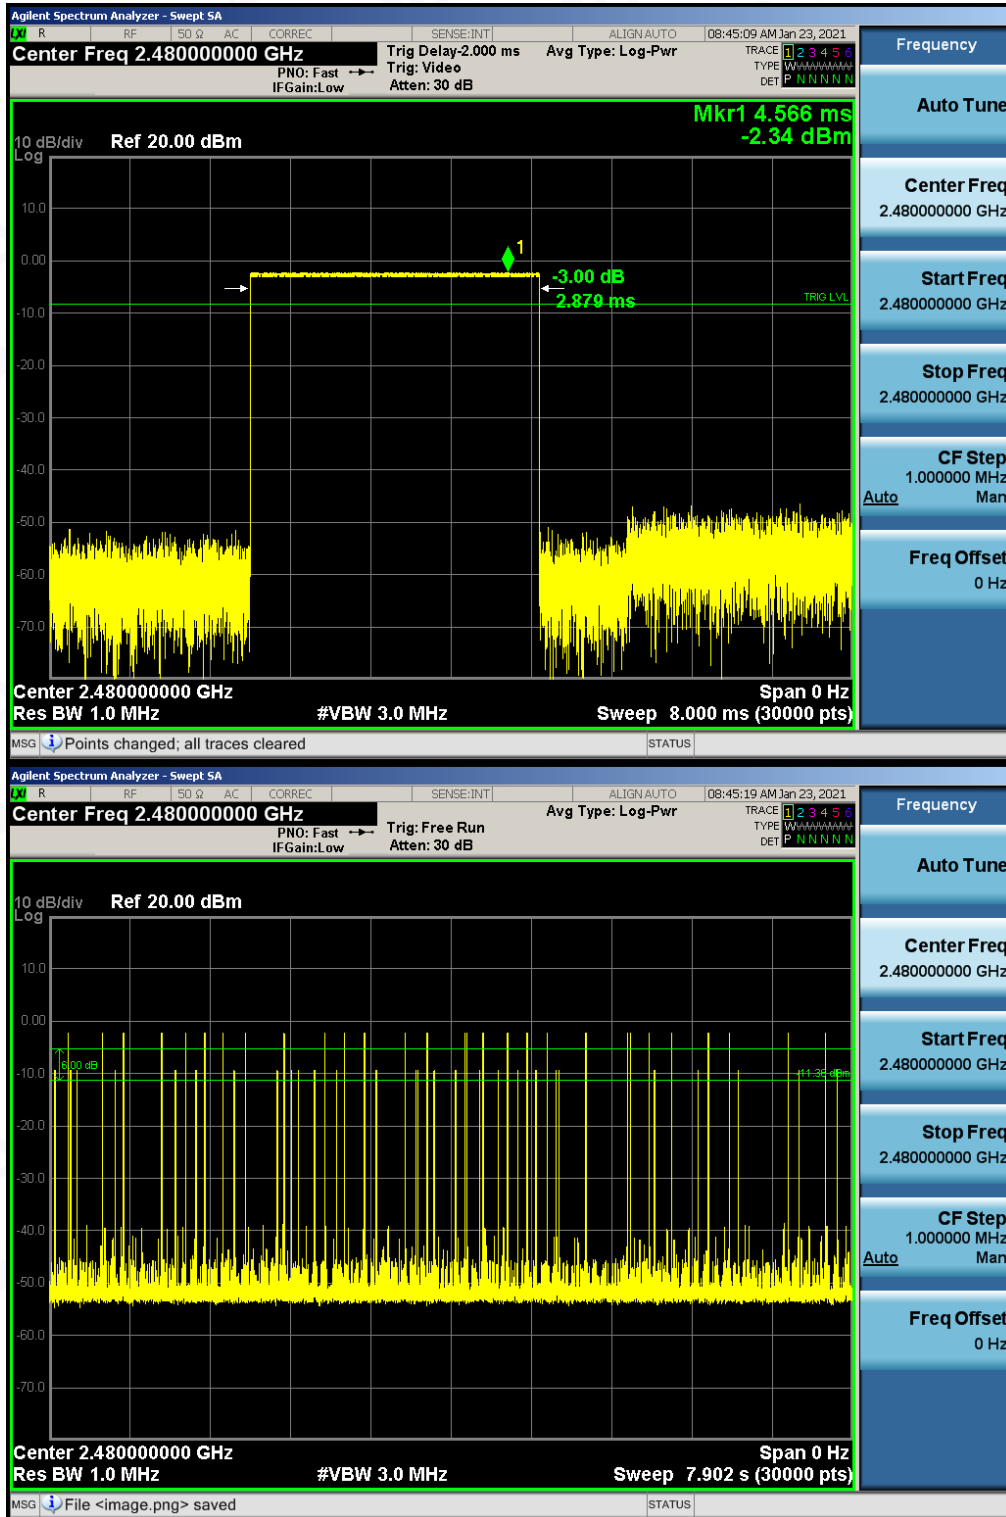 Agilent Spectrum Analyzer - Swept SA
LXI R RF 50 Ω AC CORREC SENSE:INT ALIGN AUTO 08:45:09 AM Jan 23, 2021
Center Freq 2.480000000 GHz
PNO: Fast
IFGain:Low
Trig Delay-2.000 ms
Trig: Video
Atten: 30 dB
Avg Type: Log-Pwr
TRACE 1 2 3 4 5 6
TYPE WWWWWW
DET P N N N N N
Mkr1 4.566 ms
-2.34 dBm
10 dB/div Ref 20.00 dBm
Log
10.0
0.00
-10.0
-20.0
-30.0
-40.0
-50.0
-60.0
-70.0
1
-3.00 dB
2.879 ms
TRIG LVL
Center 2.480000000 GHz Span 0 Hz
Res BW 1.0 MHz #VBW 3.0 MHz Sweep 8.000 ms (30000 pts)
MSG Points changed; all traces cleared STATUS
Frequency
Auto Tune
Center Freq
2.480000000 GHz
Start Freq
2.480000000 GHz
Stop Freq
2.480000000 GHz
CF Step
1.000000 MHz
Auto Man
Freq Offset
0 Hz
Agilent Spectrum Analyzer - Swept SA
LXI R RF 50 Ω AC CORREC SENSE:INT ALIGN AUTO 08:45:19 AM Jan 23, 2021
Center Freq 2.480000000 GHz
PNO: Fast
IFGain:Low
Trig: Free Run
Atten: 30 dB
Avg Type: Log-Pwr
TRACE 1 2 3 4 5 6
TYPE WWWWWW
DET P N N N N N
10 dB/div Ref 20.00 dBm
Log
10.0
0.00
-10.0
-20.0
-30.0
-40.0
-50.0
-60.0
-70.0
6.00 dB
-11.36 dBm
Center 2.480000000 GHz Span 0 Hz
Res BW 1.0 MHz #VBW 3.0 MHz Sweep 7.902 s (30000 pts)
MSG File <image.png> saved STATUS
Frequency
Auto Tune
Center Freq
2.480000000 GHz
Start Freq
2.480000000 GHz
Stop Freq
2.480000000 GHz
CF Step
1.000000 MHz
Auto Man
Freq Offset
0 Hz